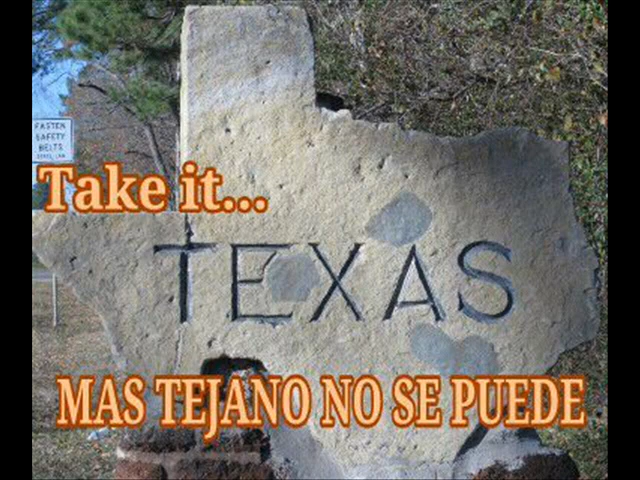 FASTEN
SAFETY
BELTS
Take it...
TEXAS
MAS TEJANO NO SE PUEDE